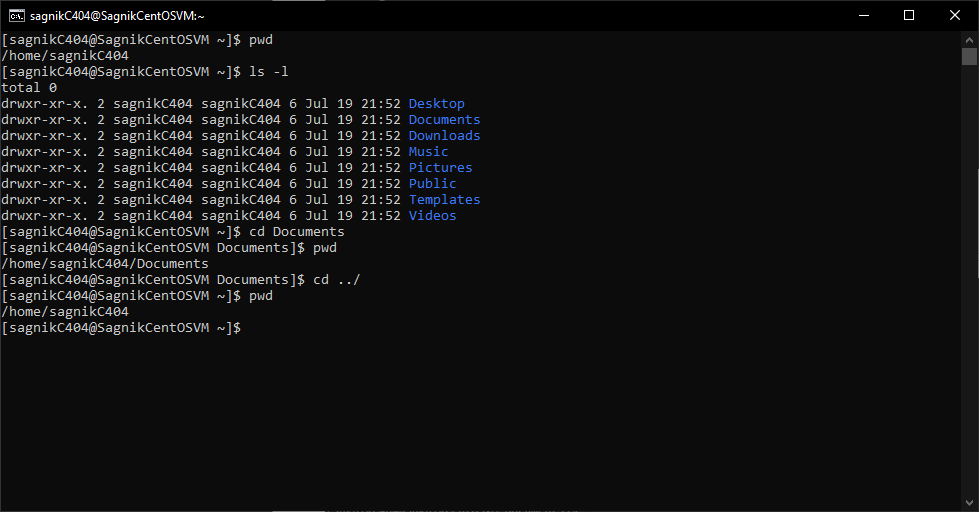 sagnikC404@SagnikCentOSVM:~
[sagnikC404@SagnikCentOSVM ~]$ pwd
/home/sagnikC404
[sagnikC404@SagnikCentOSVM ~]$ ls -l
total 0
drwxr-xr-x. 2 sagnikC404 sagnikC404 6 Jul 19 21:52 Desktop
drwxr-xr-x. 2 sagnikC404 sagnikC404 6 Jul 19 21:52 Documents
drwxr-xr-x. 2 sagnikC404 sagnikC404 6 Jul 19 21:52 Downloads
drwxr-xr-x. 2 sagnikC404 sagnikC404 6 Jul 19 21:52 Music
drwxr-xr-x. 2 sagnikC404 sagnikC404 6 Jul 19 21:52 Pictures
drwxr-xr-x. 2 sagnikC404 sagnikC404 6 Jul 19 21:52 Public
drwxr-xr-x. 2 sagnikC404 sagnikC404 6 Jul 19 21:52 Templates
drwxr-xr-x. 2 sagnikC404 sagnikC404 6 Jul 19 21:52 Videos
[sagnikC404@SagnikCentOSVM ~]$ cd Documents
[sagnikC404@SagnikCentOSVM Documents]$ pwd
/home/sagnikC404/Documents
[sagnikC404@SagnikCentOSVM Documents]$ cd ../
[sagnikC404@SagnikCentOSVM ~]$ pwd
/home/sagnikC404
[sagnikC404@SagnikCentOSVM ~]$